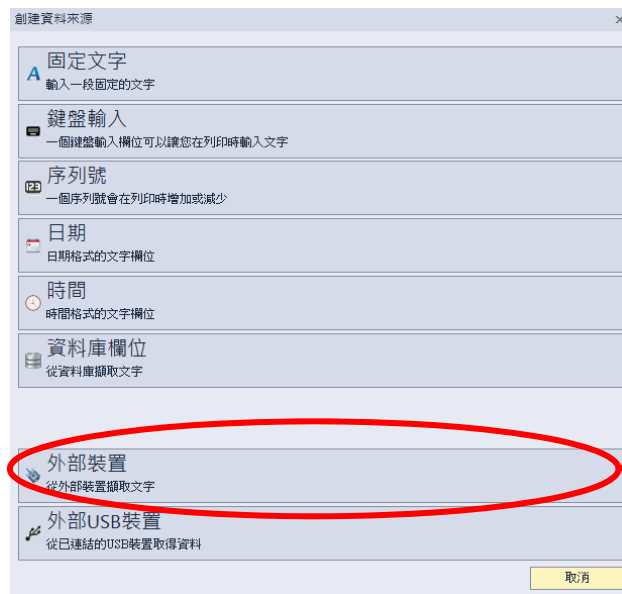 創建資料來源
固定文字
輸入一段固定的文字
鍵盤輸入
一個鍵盤輸入欄位可以讓您在列印時輸入文字
序列號
一個序列號會在列印時增加或減少
日期
日期格式的文字欄位
時間
時間格式的文字欄位
資料庫欄位
從資料庫擷取文字
外部裝置
從外部裝置擷取文字
外部USB裝置
從已連結的USB裝置取得資料
取消